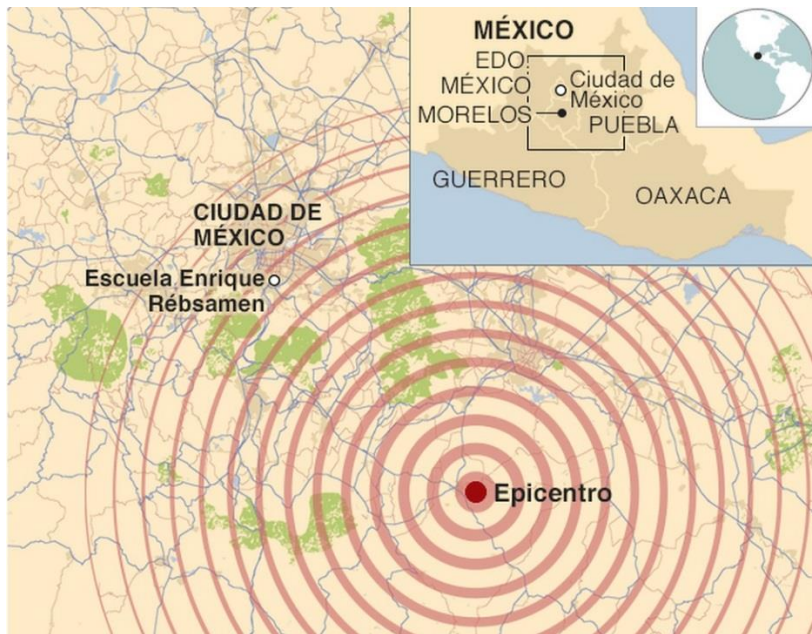 MÉXICO
EDO
MÉXICO
Ciudad de
México
MORELOS
PUEBLA
GUERRERO
OAXACA
CIUDAD DE
MÉXICO
Escuela Enrique
Rébsamen
Epicentro